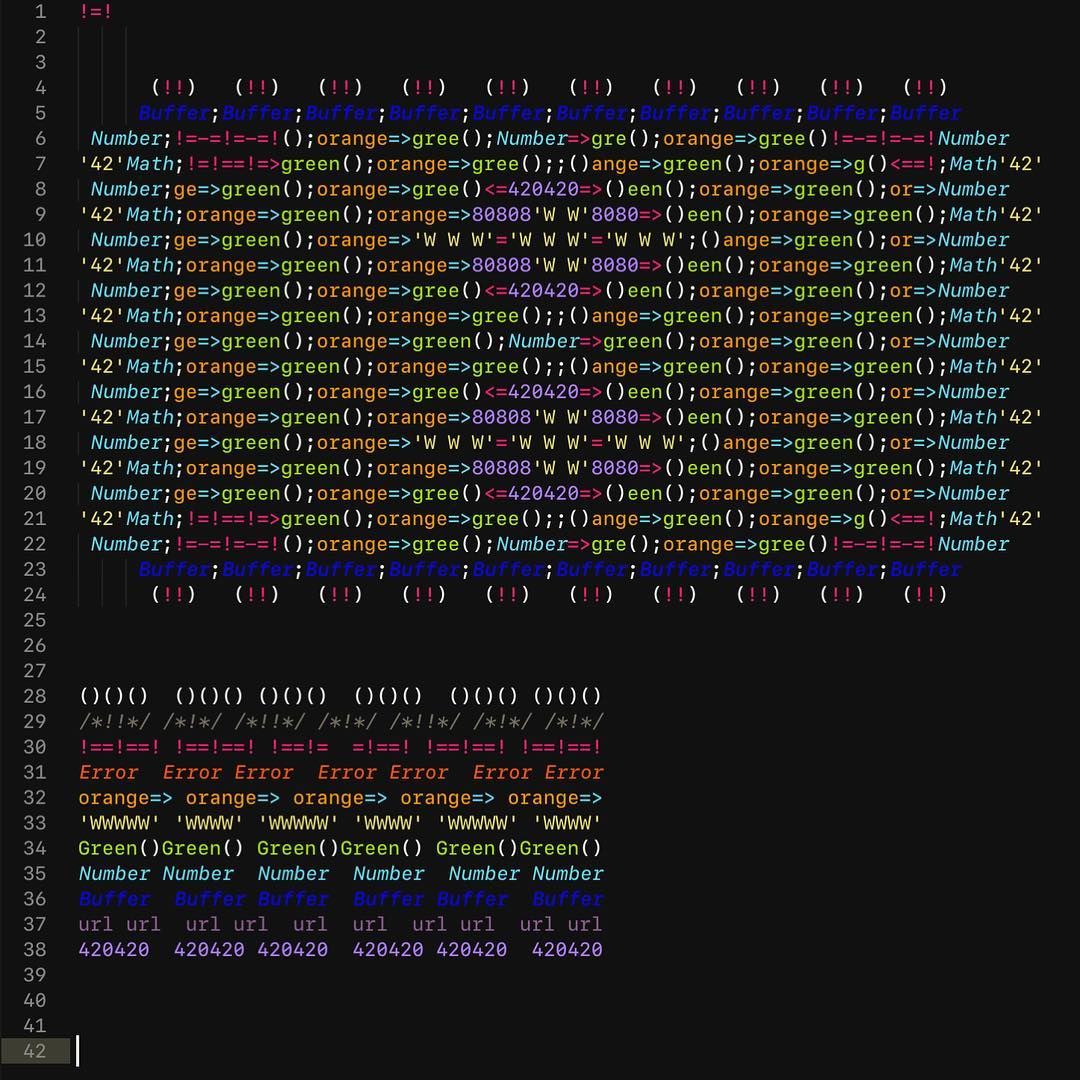 1 !=!
2
3
4 (!!) (!!) (!!) (!!) (!!) (!!) (!!) (!!) (!!) (!!)
5 Buffer;Buffer;Buffer;Buffer;Buffer;Buffer;Buffer;Buffer;Buffer;Buffer
6 Number;!=-=!=-=!();orange=>gree();Number=>gre();orange=>gree()!=-=!=-=!Number
7 '42'Math;!=!==!=>green();orange=>gree();;()ange=>green();orange=>g()<==!;Math'42'
8 Number;ge=>green();orange=>gree()<=420420=>()een();orange=>green();or=>Number
9 '42'Math;orange=>green();orange=>80808'W W'8080=>()een();orange=>green();Math'42'
10 Number;ge=>green();orange=>'W W W'='W W W'='W W W';()ange=>green();or=>Number
11 '42'Math;orange=>green();orange=>80808'W W'8080=>()een();orange=>green();Math'42'
12 Number;ge=>green();orange=>gree()<=420420=>()een();orange=>green();or=>Number
13 '42'Math;orange=>green();orange=>gree();;()ange=>green();orange=>green();Math'42'
14 Number;ge=>green();orange=>green();Number=>green();orange=>green();or=>Number
15 '42'Math;orange=>green();orange=>gree();;()ange=>green();orange=>green();Math'42'
16 Number;ge=>green();orange=>gree()<=420420=>()een();orange=>green();or=>Number
17 '42'Math;orange=>green();orange=>80808'W W'8080=>()een();orange=>green();Math'42'
18 Number;ge=>green();orange=>'W W W'='W W W'='W W W';()ange=>green();or=>Number
19 '42'Math;orange=>green();orange=>80808'W W'8080=>()een();orange=>green();Math'42'
20 Number;ge=>green();orange=>gree()<=420420=>()een();orange=>green();or=>Number
21 '42'Math;!=!==!=>green();orange=>gree();;()ange=>green();orange=>g()<==!;Math'42'
22 Number;!=-=!=-=!();orange=>gree();Number=>gre();orange=>gree()!=-=!=-=!Number
23 Buffer;Buffer;Buffer;Buffer;Buffer;Buffer;Buffer;Buffer;Buffer;Buffer
24 (!!) (!!) (!!) (!!) (!!) (!!) (!!) (!!) (!!) (!!)
25
26
27
28 ()()() ()()() ()()() ()()() ()()() ()()()
29 /*!!*/ /*!*/ /*!!*/ /*!*/ /*!!*/ /*!*/ /*!*/
30 !==!==! !==!==! !==!= =!==! !==!==! !==!==!
31 Error Error Error Error Error Error Error
32 orange=> orange=> orange=> orange=> orange=>
33 'WWWWW' 'WWWW' 'WWWWW' 'WWWW' 'WWWWW' 'WWWW'
34 Green()Green() Green()Green() Green()Green()
35 Number Number Number Number Number Number
36 Buffer Buffer Buffer Buffer Buffer Buffer
37 url url url url url url url url url url
38 420420 420420 420420 420420 420420 420420
39
40
41
42